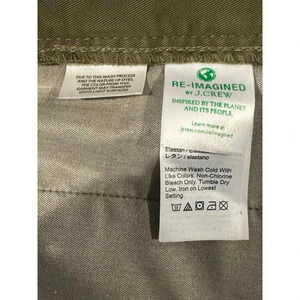 DUE TO THIS WASH PROCESS
AND THE NATURE OF DYES,
THE COLOR FROM THIS
GARMENT MAY TRANSFER
ONTO LIGHT SURFACES
RE-IMAGINED
BY J.CREW
INSPIRED BY THE PLANET
AND ITS PEOPLE.
Learn more at
jcrew.com/reimagined
Elastan /
レタン / elastano
Machine Wash Cold With
Like Colors, Non-Chlorine
Bleach Only, Tumble Dry
Low, Iron on Lowest
Setting.